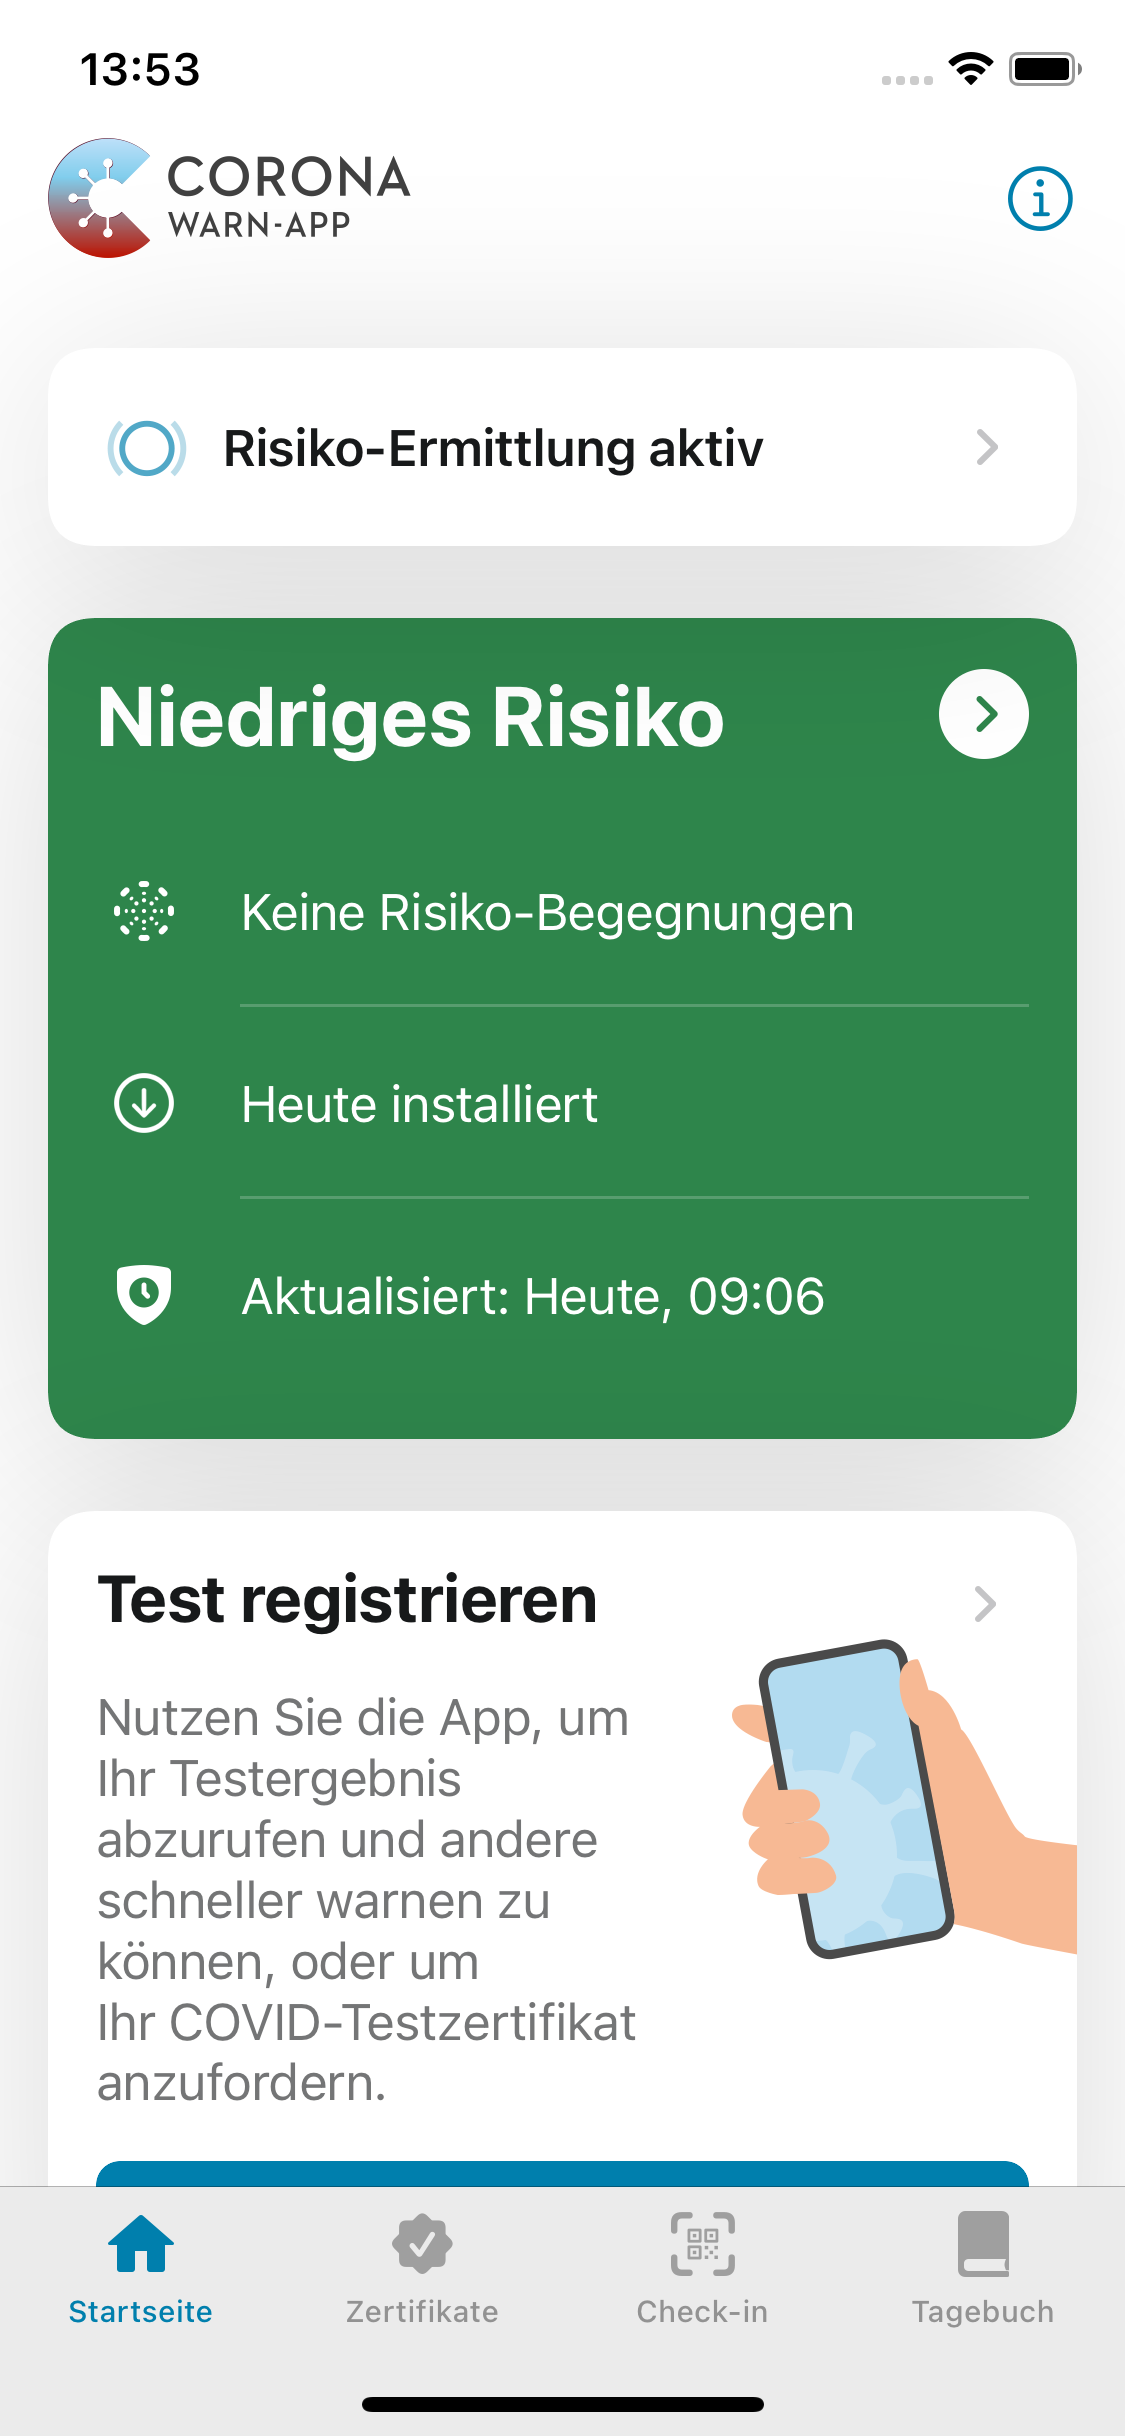 13:53
CORONA
WARN-APP
Risiko-Ermittlung aktiv
Niedriges Risiko
Keine Risiko-Begegnungen
Heute installiert
Aktualisiert: Heute, 09:06
Test registrieren
Nutzen Sie die App, um
Ihr Testergebnis
abzurufen und andere
schneller warnen zu
können, oder um
Ihr COVID-Testzertifikat
anzufordern.
Startseite
Zertifikate
Check-in
Tagebuch